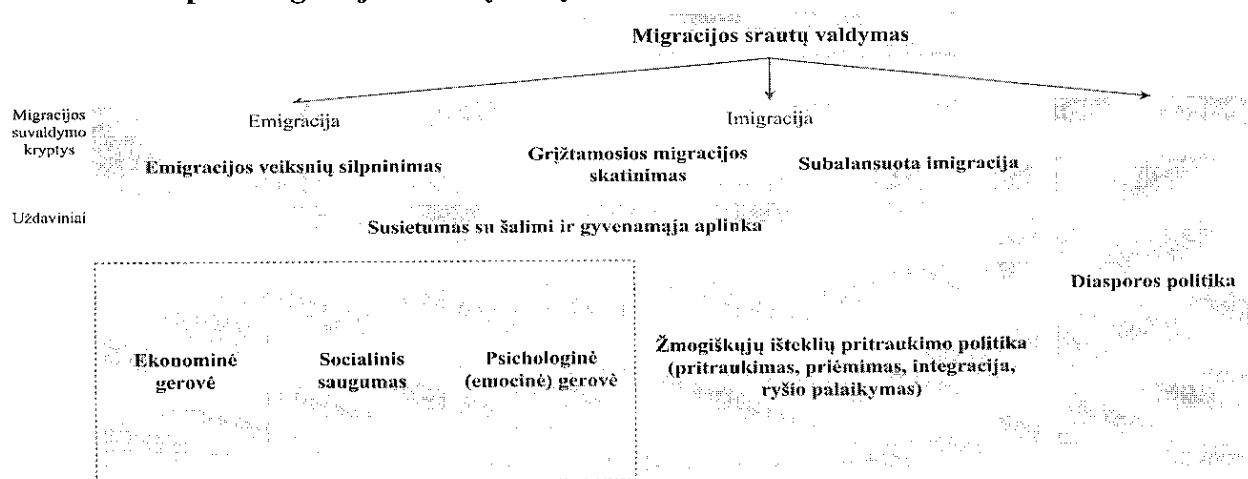 Migracijos srautų valdymas
Migracijos
suvaldymo
kryptys
Emigracija
Imigracija
Emigracijos veiksnių silpninimas
Grįžtamosios migracijos
skatinimas
Subalansuota imigracija
Uždaviniai
Susietumas su šalimi ir gyvenamąja aplinka
Diasporos politika
Ekonominė
gerovė
Socialinis
saugumas
Psichologinė
(emocinė) gerovė
Žmogiškųjų išteklių pritraukimo politika
(pritraukimas, priėmimas, integracija,
ryšio palaikymas)